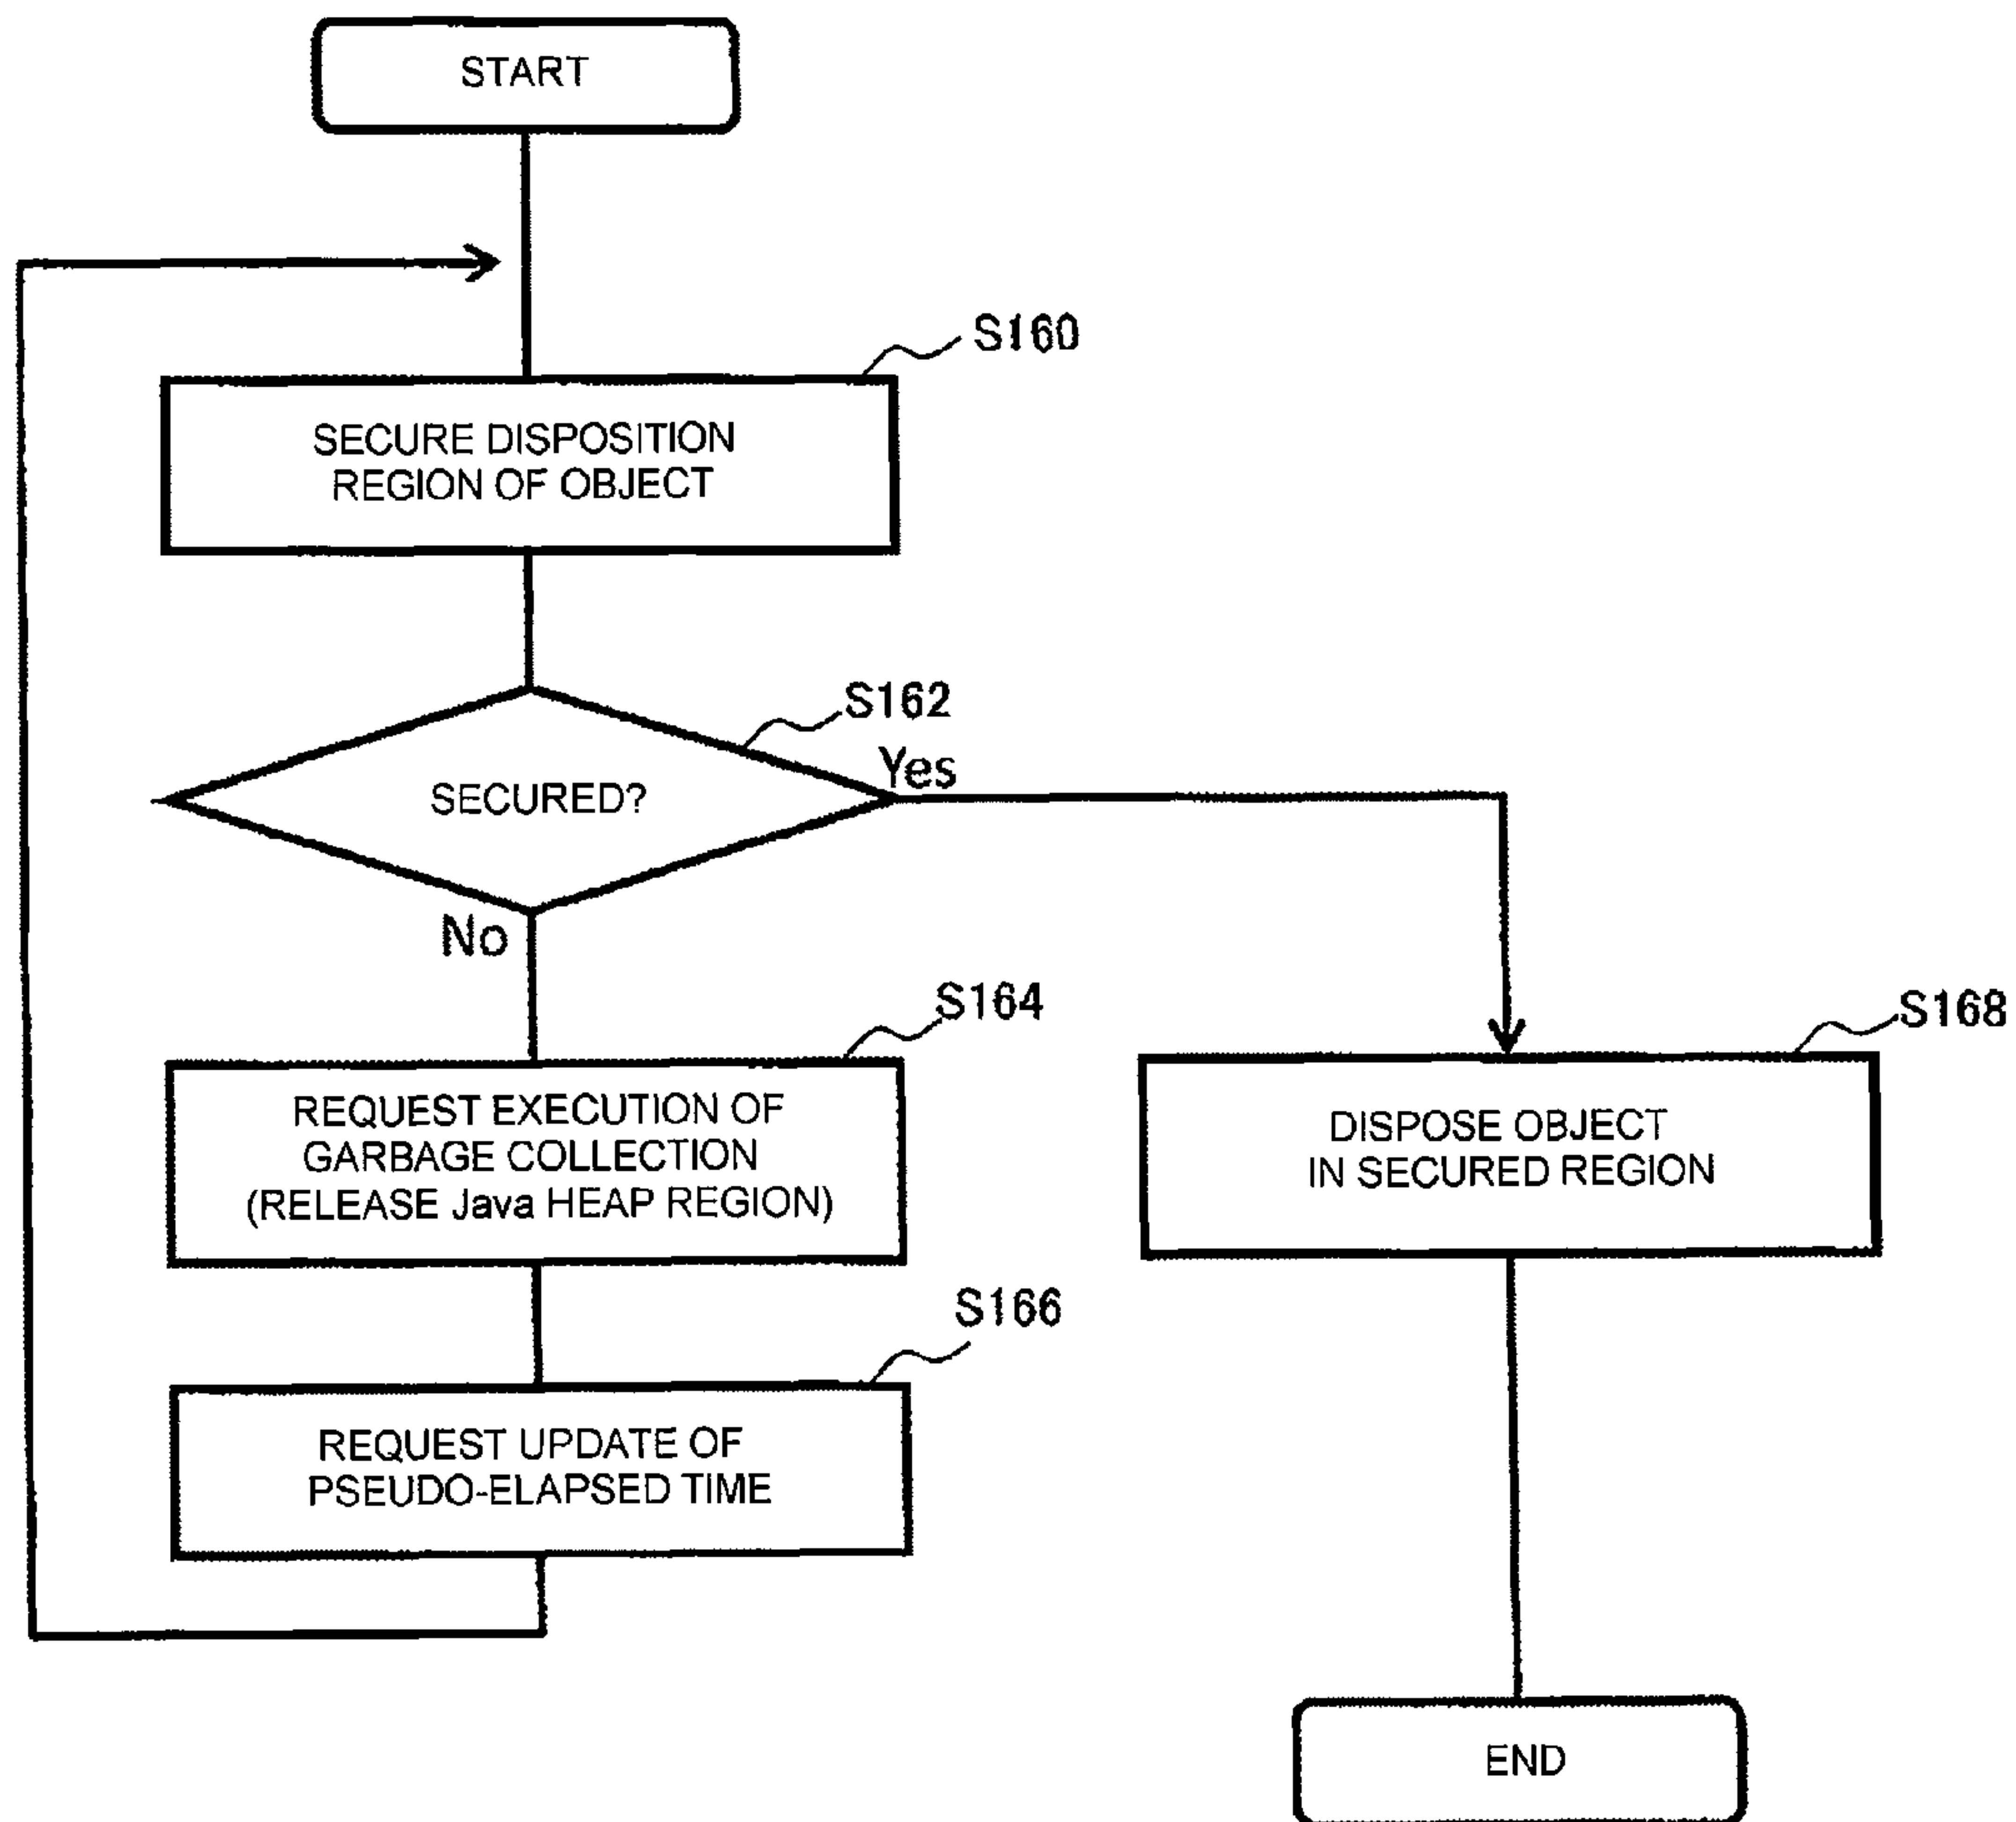 START
S160
SECURE DISPOSITION
REGION OF OBJECT
S162
Yes
SECURED?
No
S164
REQUEST EXECUTION OF
GARBAGE COLLECTION
(RELEASE Java HEAP REGION)
S168
DISPOSE OBJECT
IN SECURED REGION
S166
REQUEST UPDATE OF
PSEUDO-ELAPSED TIME
END